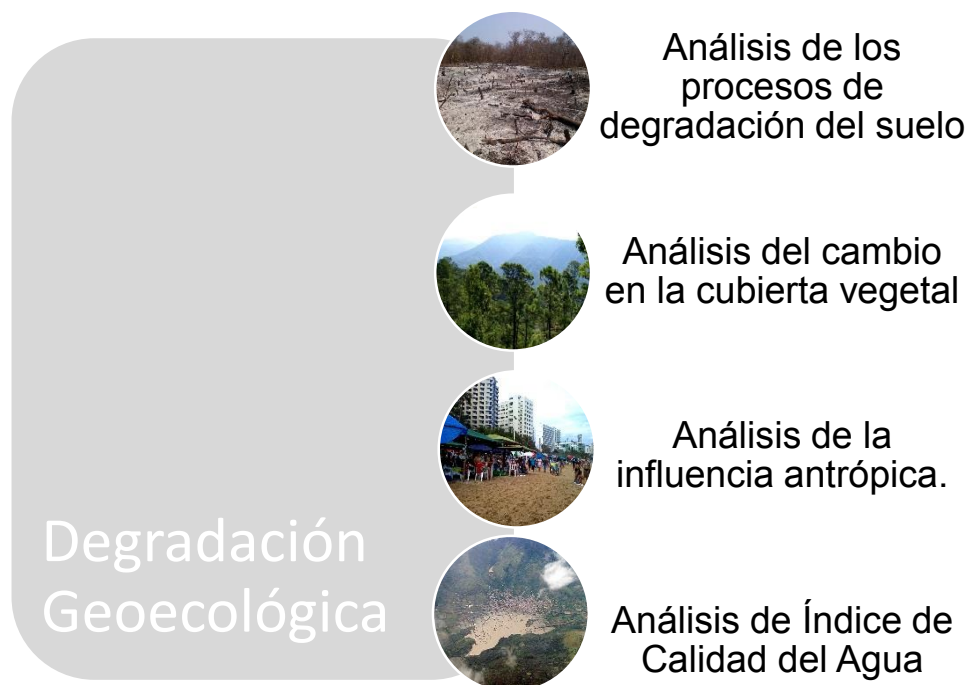 Análisis de los
procesos de
degradación del suelo
Análisis del cambio
en la cubierta vegetal
Análisis de la
influencia antrópica.
Degradación
Geoecológica
Análisis de Índice de
Calidad del Agua